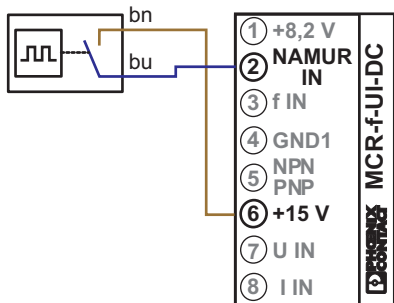 bn
bu
1 +8,2 V
2 NAMUR
IN
3 f IN
4 GND1
5 NPN
PNP
6 +15 V
7 U IN
8 I IN
MCR-f-UI-DC
PHOENIX
CONTACT